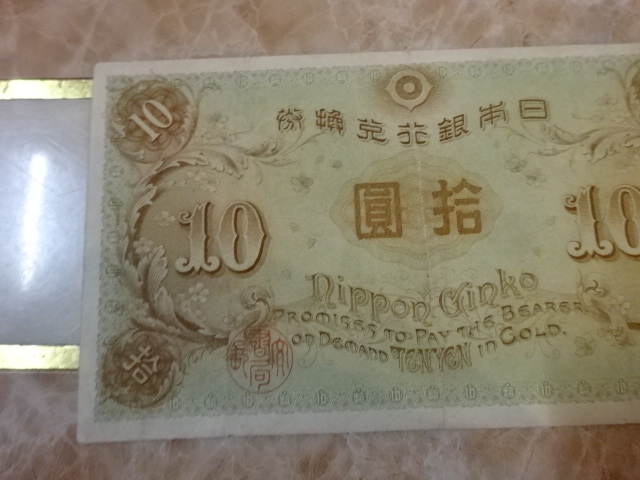 10
日本銀行兌換券
拾圓
10
10
Nippon Ginko
PROMISES TO PAY THE BEARER
ON DEMAND TEN YEN IN GOLD.
拾